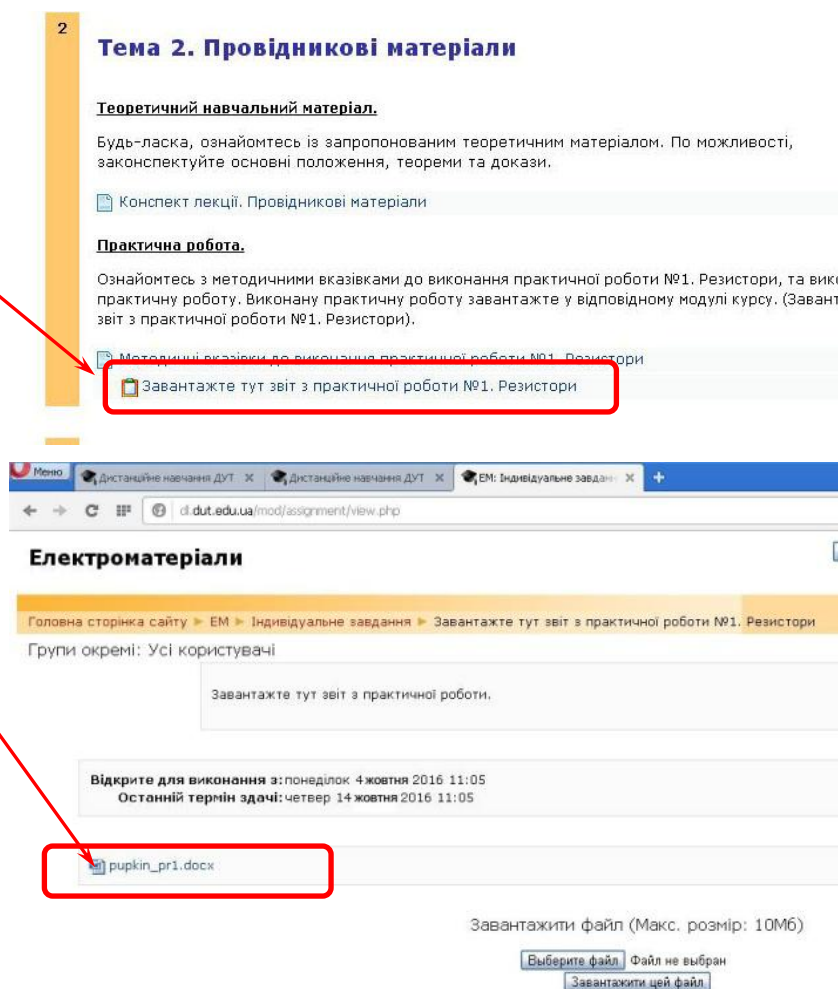 2
Тема 2. Провідникові матеріали
Теоретичний навчальний матеріал.
Будь-ласка, ознайомтесь із запропонованим теоретичним матеріалом. По можливості,
законспектуйте основні положення, теореми та докази.
Конспект лекції. Провідникові матеріали
Практична робота.
Ознайомтесь з методичними вказівками до виконання практичної роботи №1. Резистори, та
практичну роботу. Виконану практичну роботу завантажте у відповідному модулі курсу.
звіт з практичної роботи №1. Резистори).
Методичні вказівки до виконання практичної роботи №1. Резистори
Завантажте тут звіт з практичної роботи №1. Резистори
Меню Дистанційне навчання ДУТ Дистанційне навчання ДУТ ЕМ: Індивідуальне
dl.dut.edu.ua/mod/assignment/view.php
Електроматеріали
Головна сторінка сайту ► ЕМ ► Індивідуальне завдання ► Завантажте тут звіт з практичної роботи №1. Резистори
Групи окремі: Усі користувачі
Завантажте тут звіт з практичної роботи.
Відкрите для виконання з: понеділок 4 жовтня 2016 11:05
Останній термін здачі: четвер 14 жовтня 2016 11:05
pupkin_pr1.docx
Завантажити файл (Макс. розмір: 10Мб)
Выберите файл Файл не выбран
Завантажити цей файл